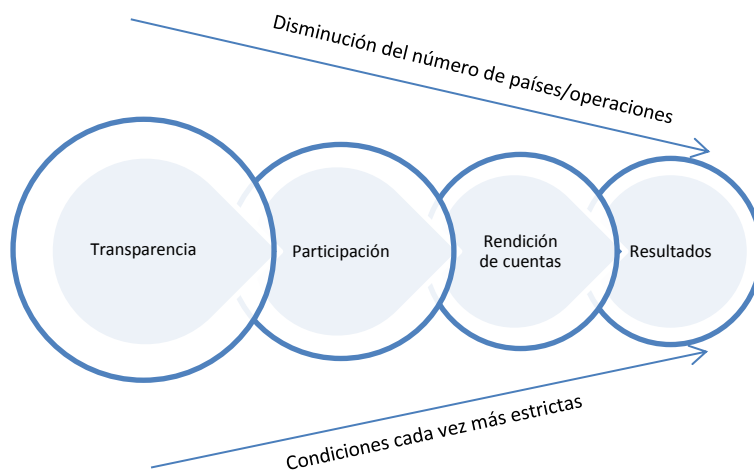 Disminución del número de países/operaciones
Transparencia
Participación
Rendición
de cuentas
Resultados
Condiciones cada vez más estrictas